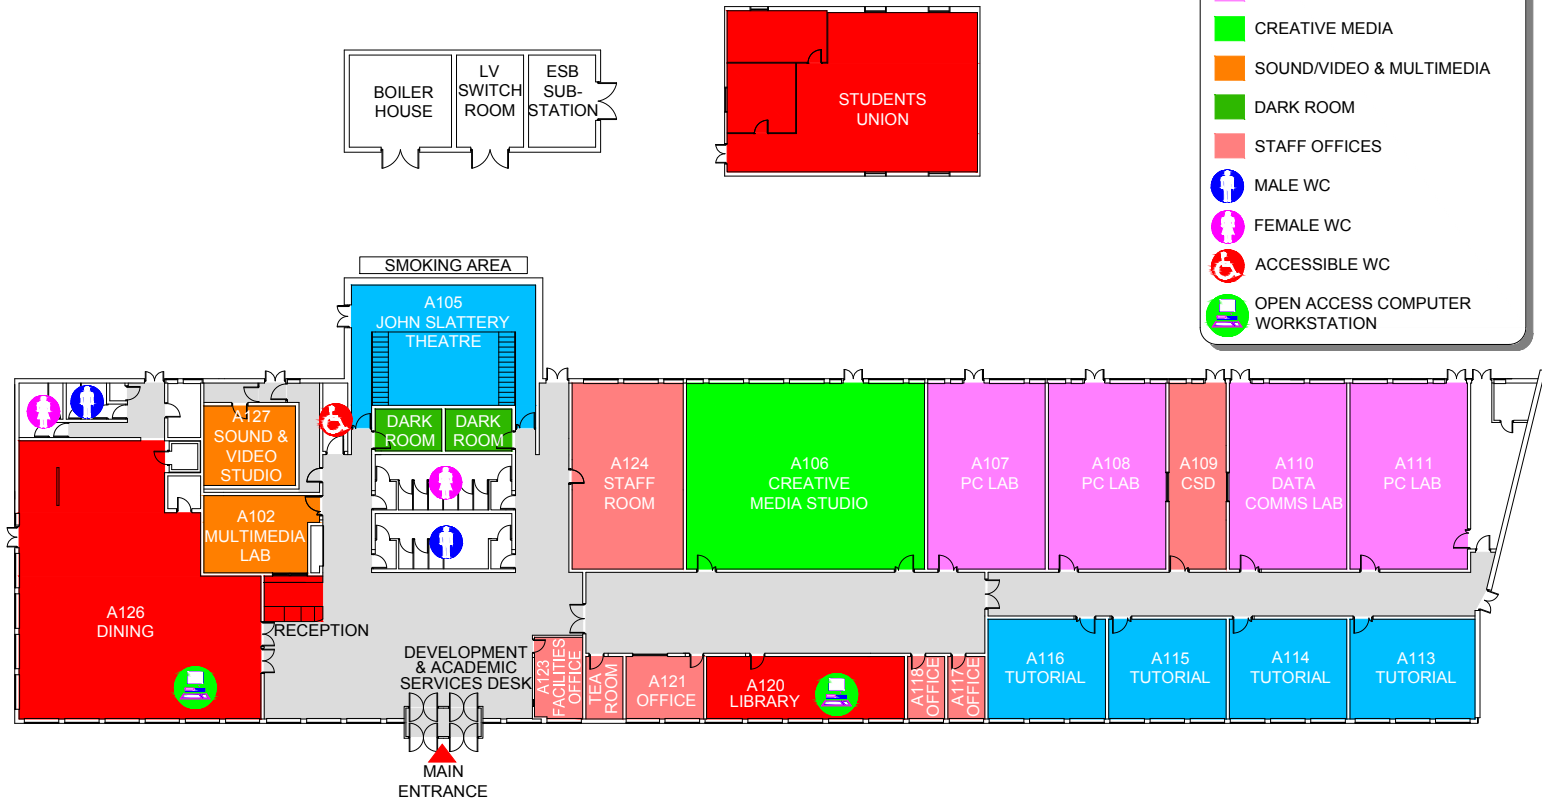 BOILER
HOUSE
LV
SWITCH
ROOM
ESB
SUB-
STATION
STUDENTS
UNION
CREATIVE MEDIA
SOUND/VIDEO & MULTIMEDIA
DARK ROOM
STAFF OFFICES
MALE WC
FEMALE WC
ACCESSIBLE WC
OPEN ACCESS COMPUTER
WORKSTATION
SMOKING AREA
A105
JOHN SLATTERY
THEATRE
DARK
ROOM
DARK
ROOM
A127
SOUND &
VIDEO
STUDIO
A102
MULTIMEDIA
LAB
A124
STAFF
ROOM
A106
CREATIVE
MEDIA STUDIO
A107
PC LAB
A108
PC LAB
A109
CSD
A110
DATA
COMMS LAB
A111
PC LAB
A126
DINING
RECEPTION
DEVELOPMENT
& ACADEMIC
SERVICES DESK
A123
FACILITIES
OFFICE
TEA
ROOM
A121
OFFICE
A120
LIBRARY
A118
OFFICE
A117
OFFICE
A116
TUTORIAL
A115
TUTORIAL
A114
TUTORIAL
A113
TUTORIAL
MAIN
ENTRANCE